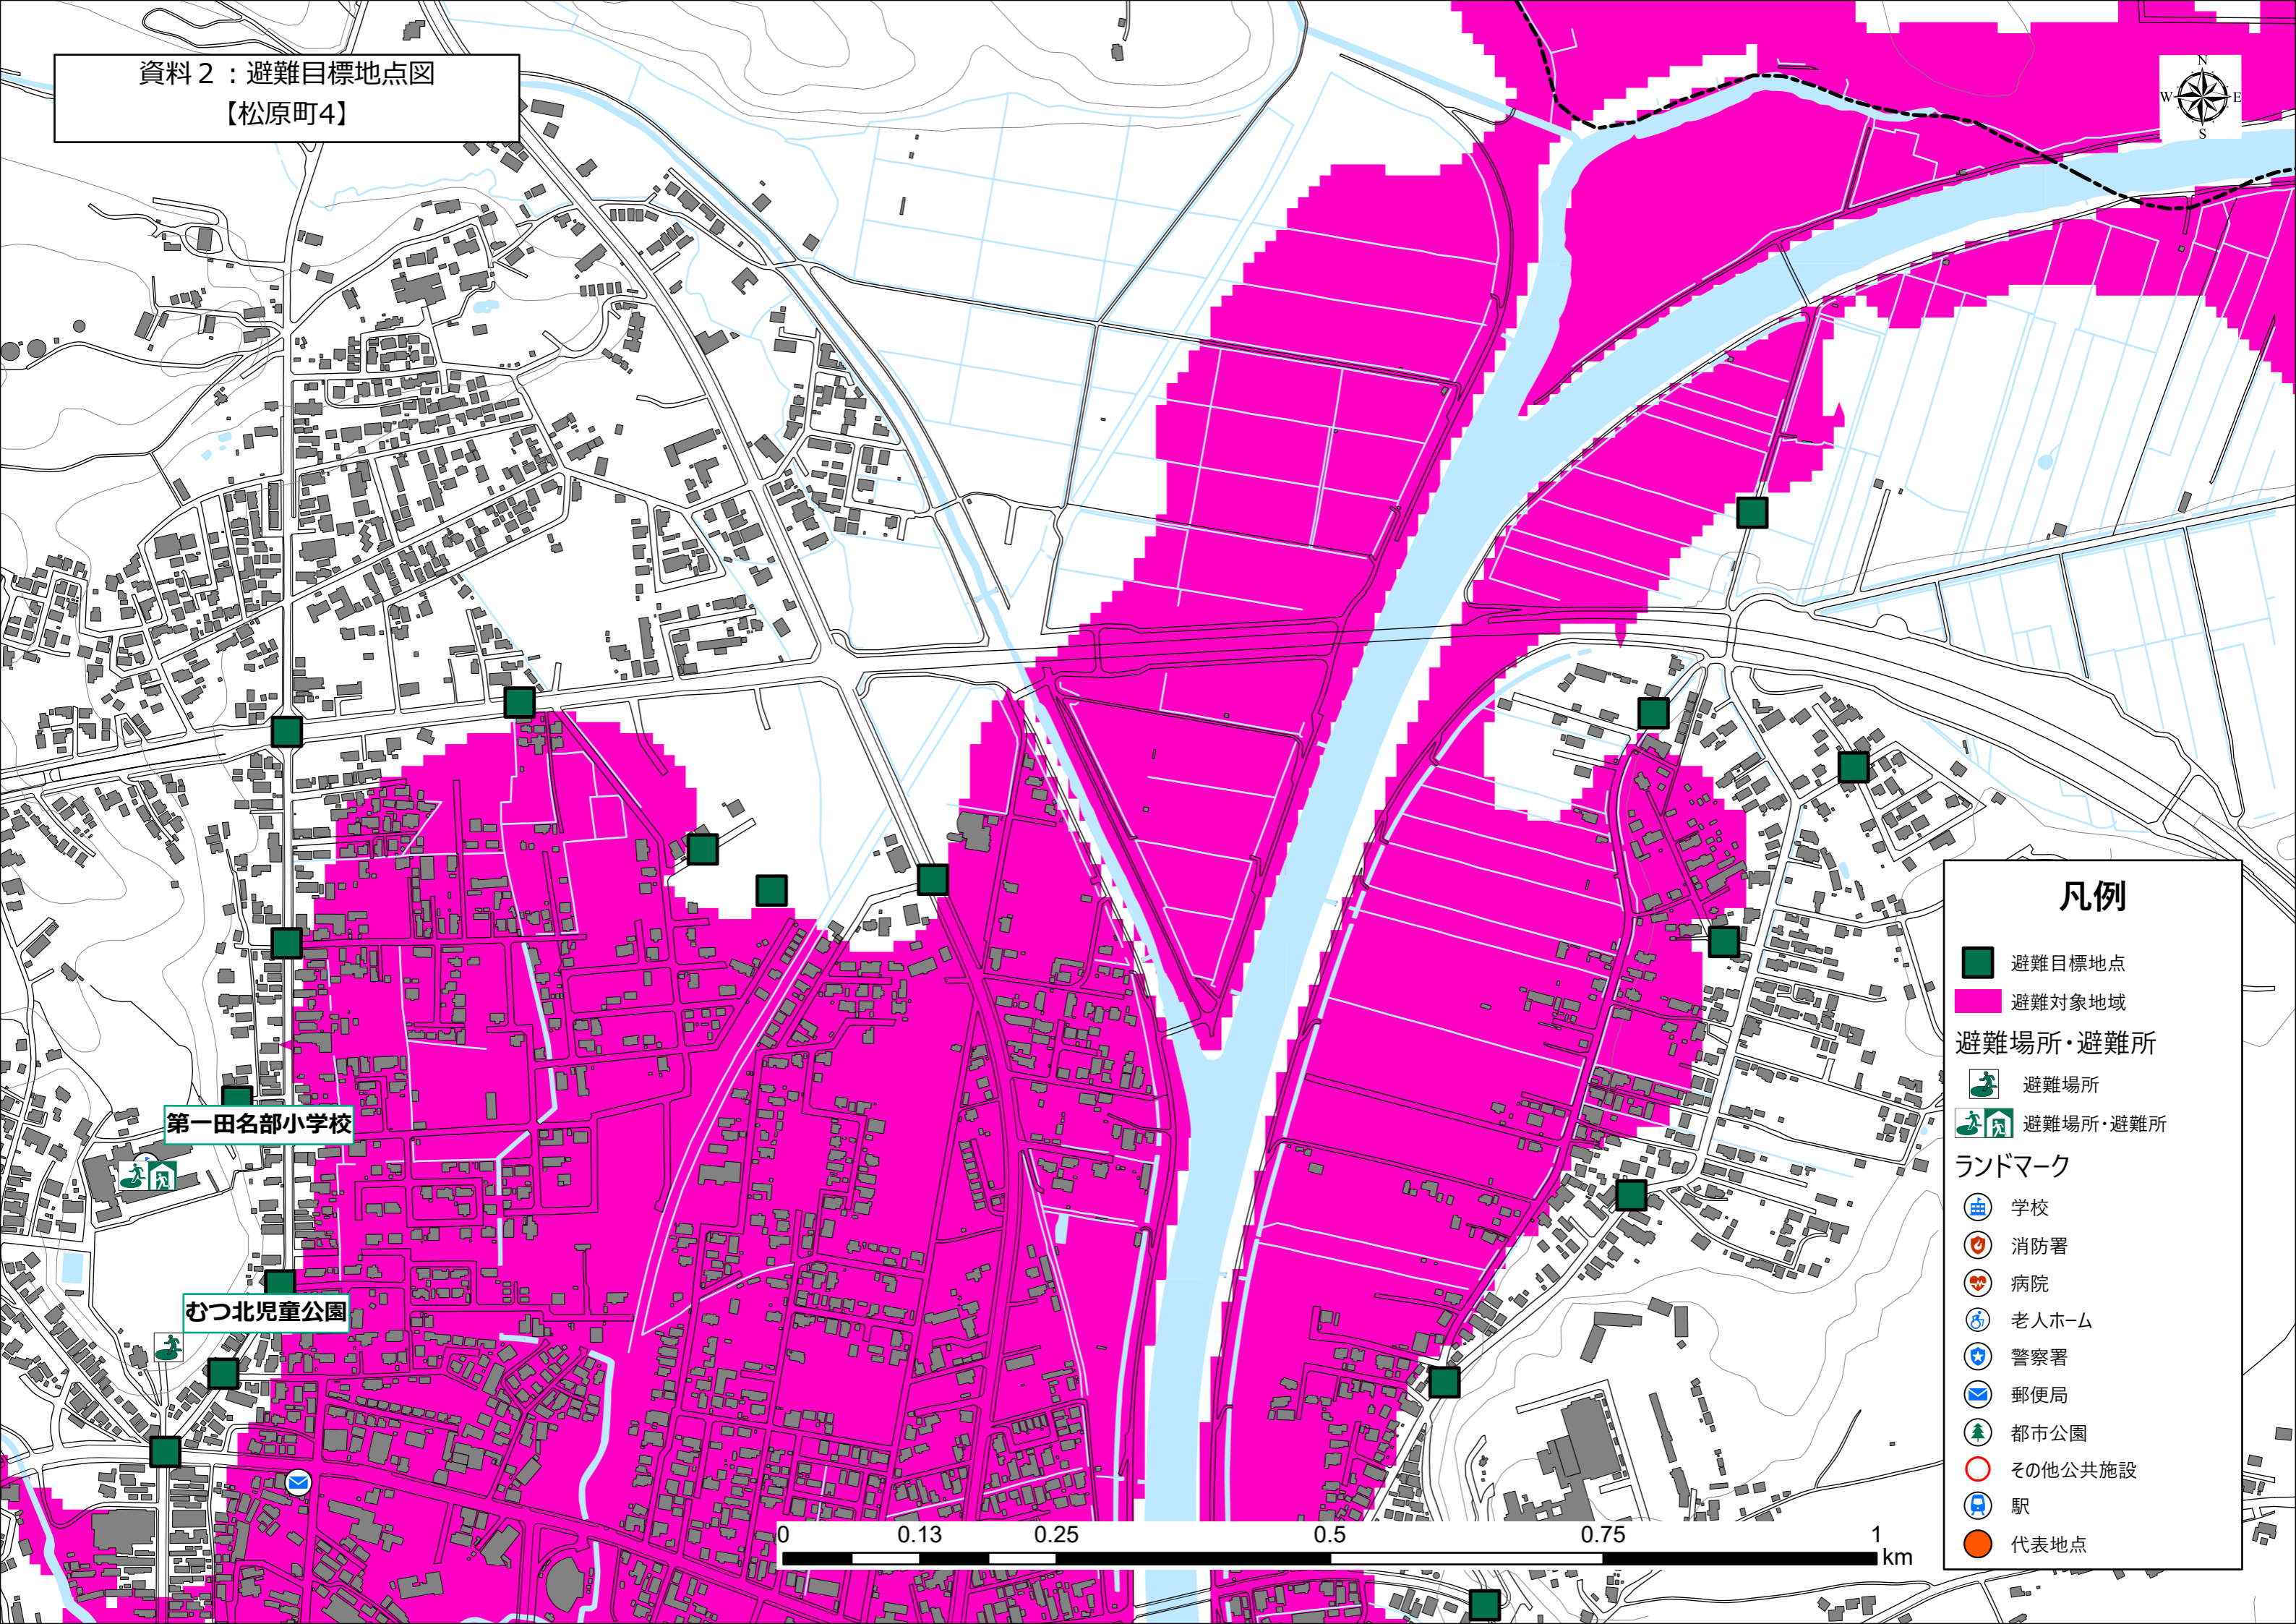 資料２：避難目標地点図
【松原町4】
N
W
E
S
第一田名部小学校
むつ北児童公園
凡例
避難目標地点
避難対象地域
避難場所・避難所
避難場所
避難場所・避難所
ランドマーク
学校
消防署
病院
老人ホーム
警察署
郵便局
都市公園
その他公共施設
駅
代表地点
0 0.13 0.25 0.5 0.75 1
km